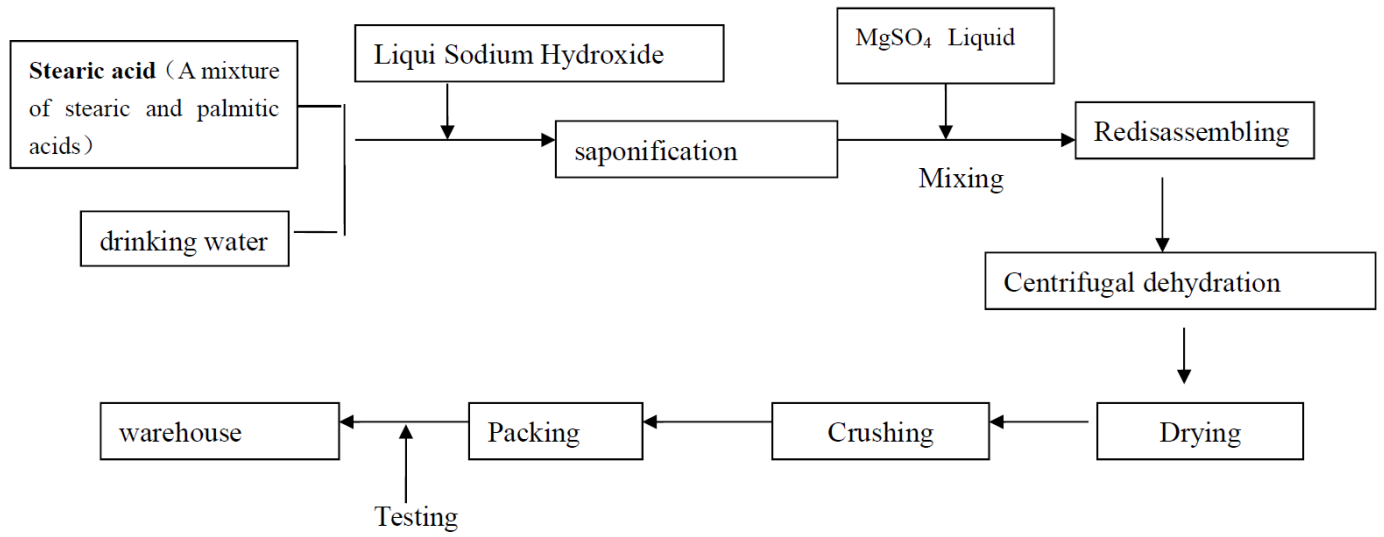 Stearic acid（A mixture
of stearic and palmitic
acids）
drinking water
Liqui Sodium Hydroxide
saponification
MgSO₄ Liquid
Mixing
Redisassembling
Centrifugal dehydration
Drying
Crushing
Packing
Testing
warehouse